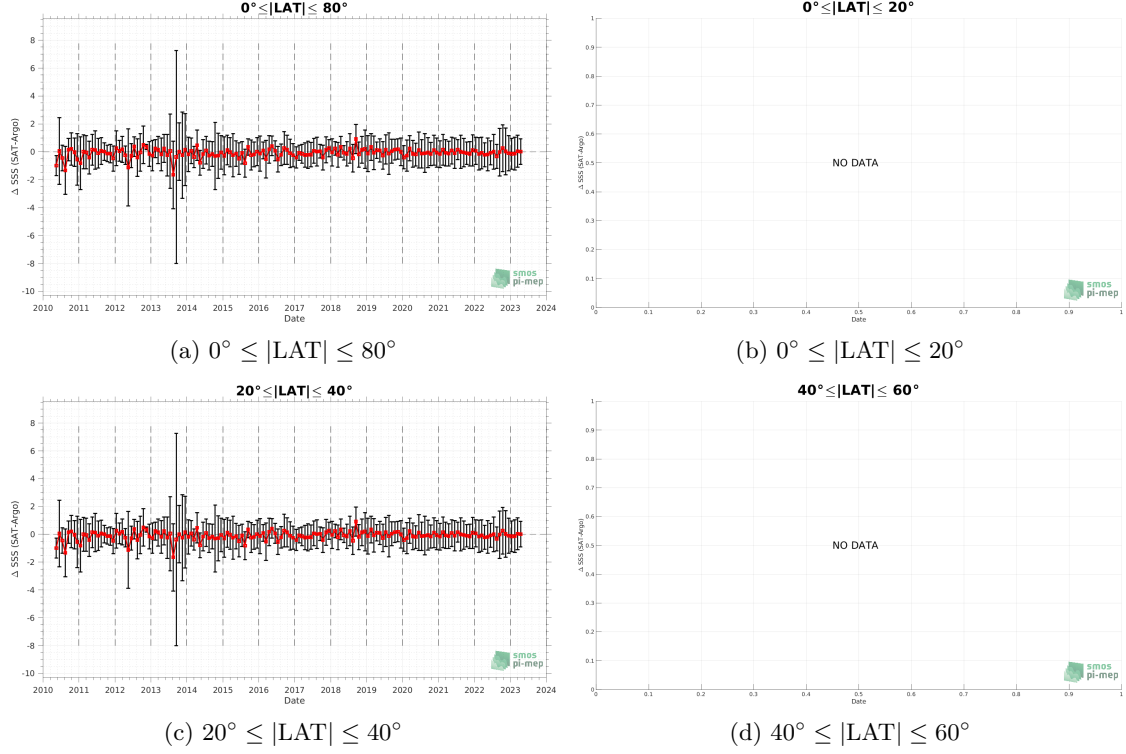 0°≤|LAT|≤ 80°
Δ SSS (SAT-Argo)
8
6
4
2
0
-2
-4
-6
-8
-10
2010 2011 2012 2013 2014 2015 2016 2017 2018 2019 2020 2021 2022 2023 2024
Date
smos
pi-mep
(a) 0° ≤ |LAT| ≤ 80°
0°≤|LAT|≤ 20°
Δ SSS (SAT-Argo)
1
0.9
0.8
0.7
0.6
0.5
0.4
0.3
0.2
0.1
0
NO DATA
0 0.1 0.2 0.3 0.4 0.5 0.6 0.7 0.8 0.9 1
Date
smos
pi-mep
(b) 0° ≤ |LAT| ≤ 20°
20°≤|LAT|≤ 40°
Δ SSS (SAT-Argo)
8
6
4
2
0
-2
-4
-6
-8
-10
2010 2011 2012 2013 2014 2015 2016 2017 2018 2019 2020 2021 2022 2023 2024
Date
smos
pi-mep
(c) 20° ≤ |LAT| ≤ 40°
40°≤|LAT|≤ 60°
Δ SSS (SAT-Argo)
1
0.9
0.8
0.7
0.6
0.5
0.4
0.3
0.2
0.1
0
NO DATA
0 0.1 0.2 0.3 0.4 0.5 0.6 0.7 0.8 0.9 1
Date
smos
pi-mep
(d) 40° ≤ |LAT| ≤ 60°